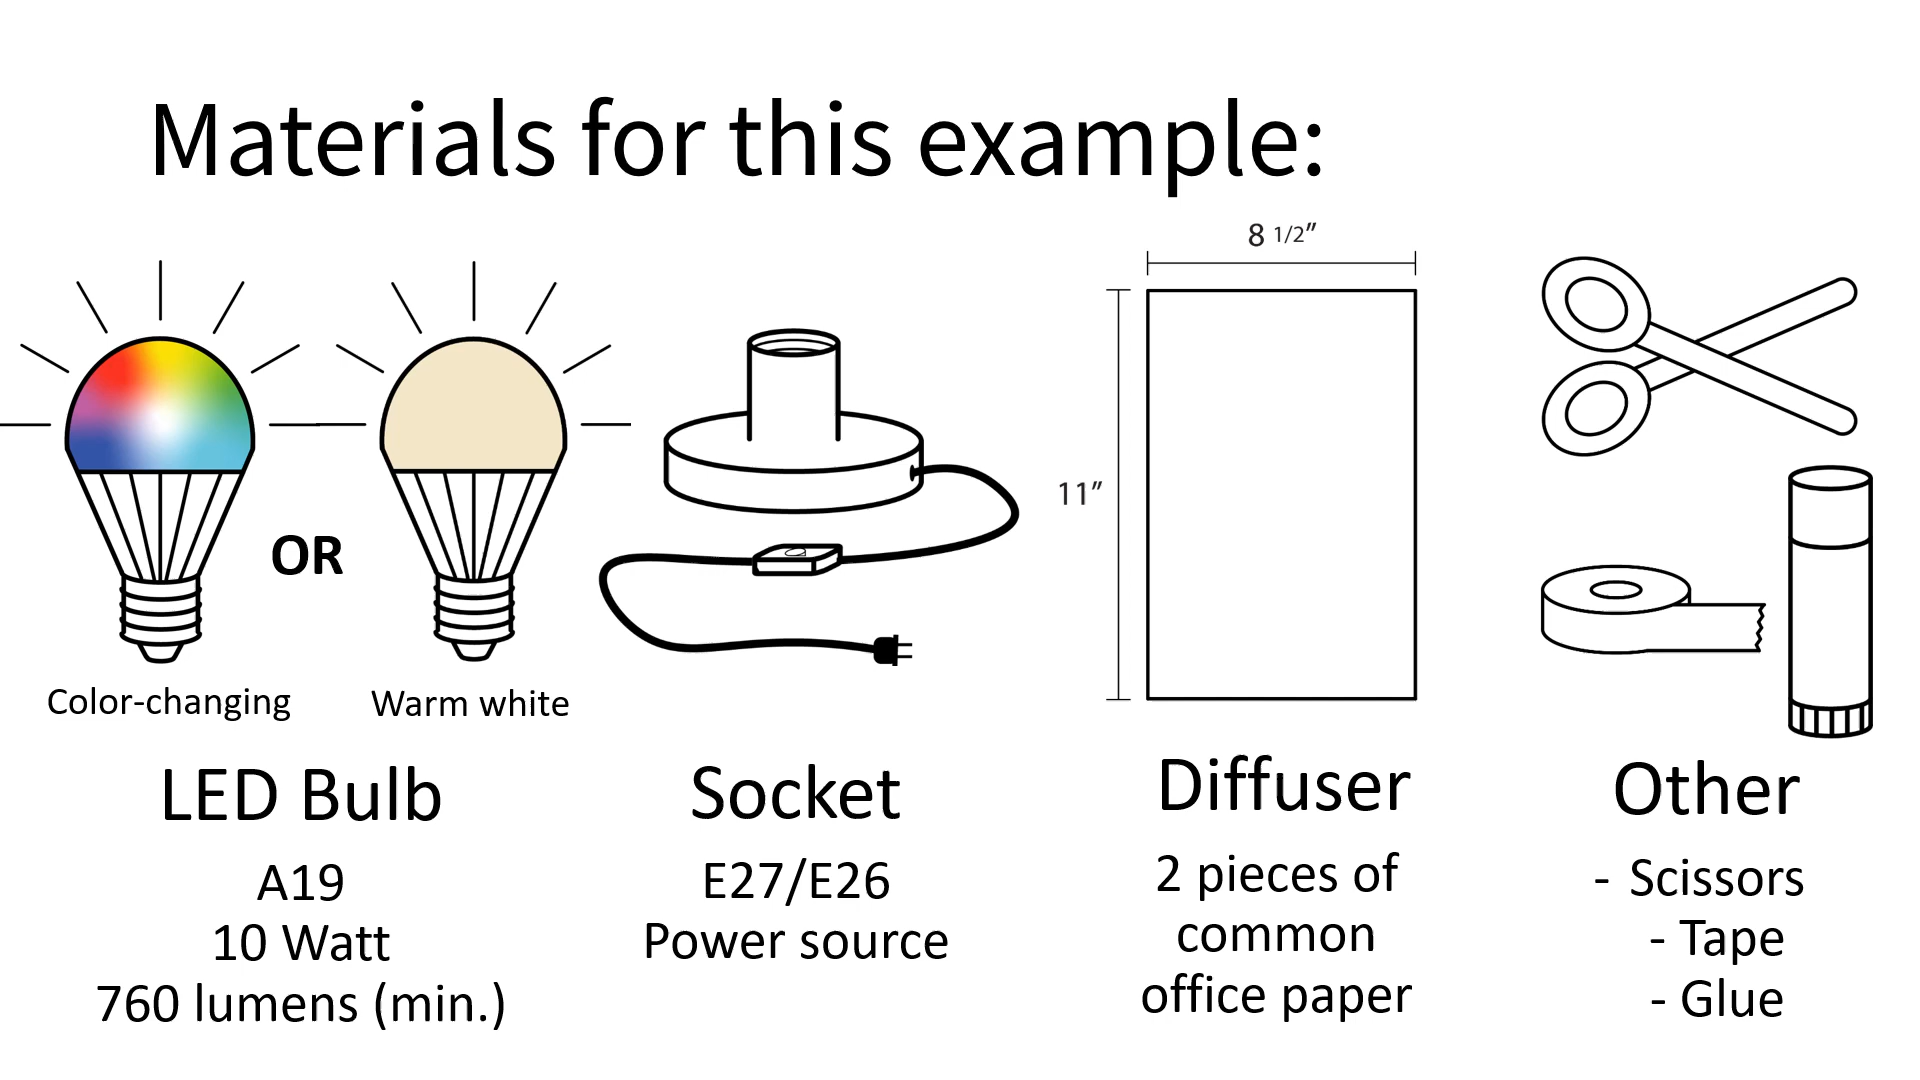 Materials for this example:
8 1/2”
11”
OR
Color-changing
Warm white
LED Bulb
A19
10 Watt
760 lumens (min.)
Socket
E27/E26
Power source
Diffuser
2 pieces of
common
office paper
Other
- Scissors
- Tape
- Glue